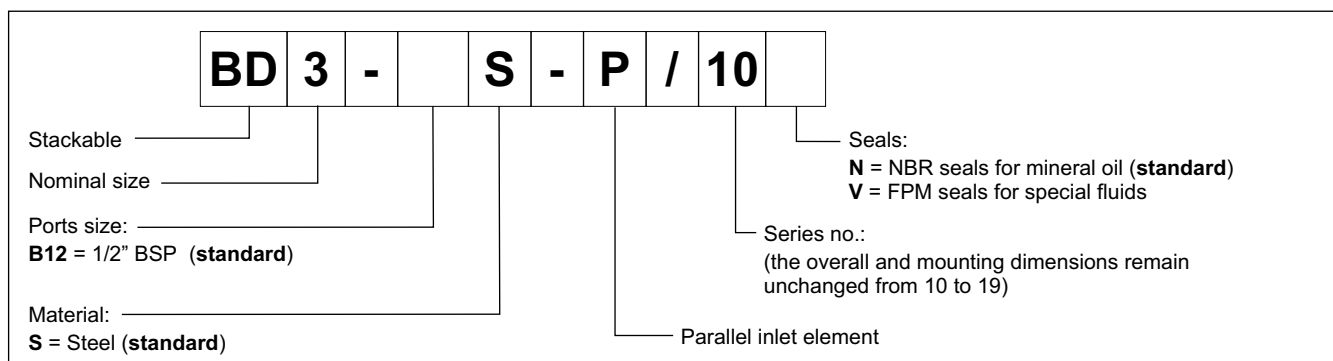 BD 3 - S - P / 10
Stackable
Nominal size
Ports size:
B12 = 1/2” BSP (standard)
Material:
S = Steel (standard)
Seals:
N = NBR seals for mineral oil (standard)
V = FPM seals for special fluids
Series no.:
(the overall and mounting dimensions remain
unchanged from 10 to 19)
Parallel inlet element